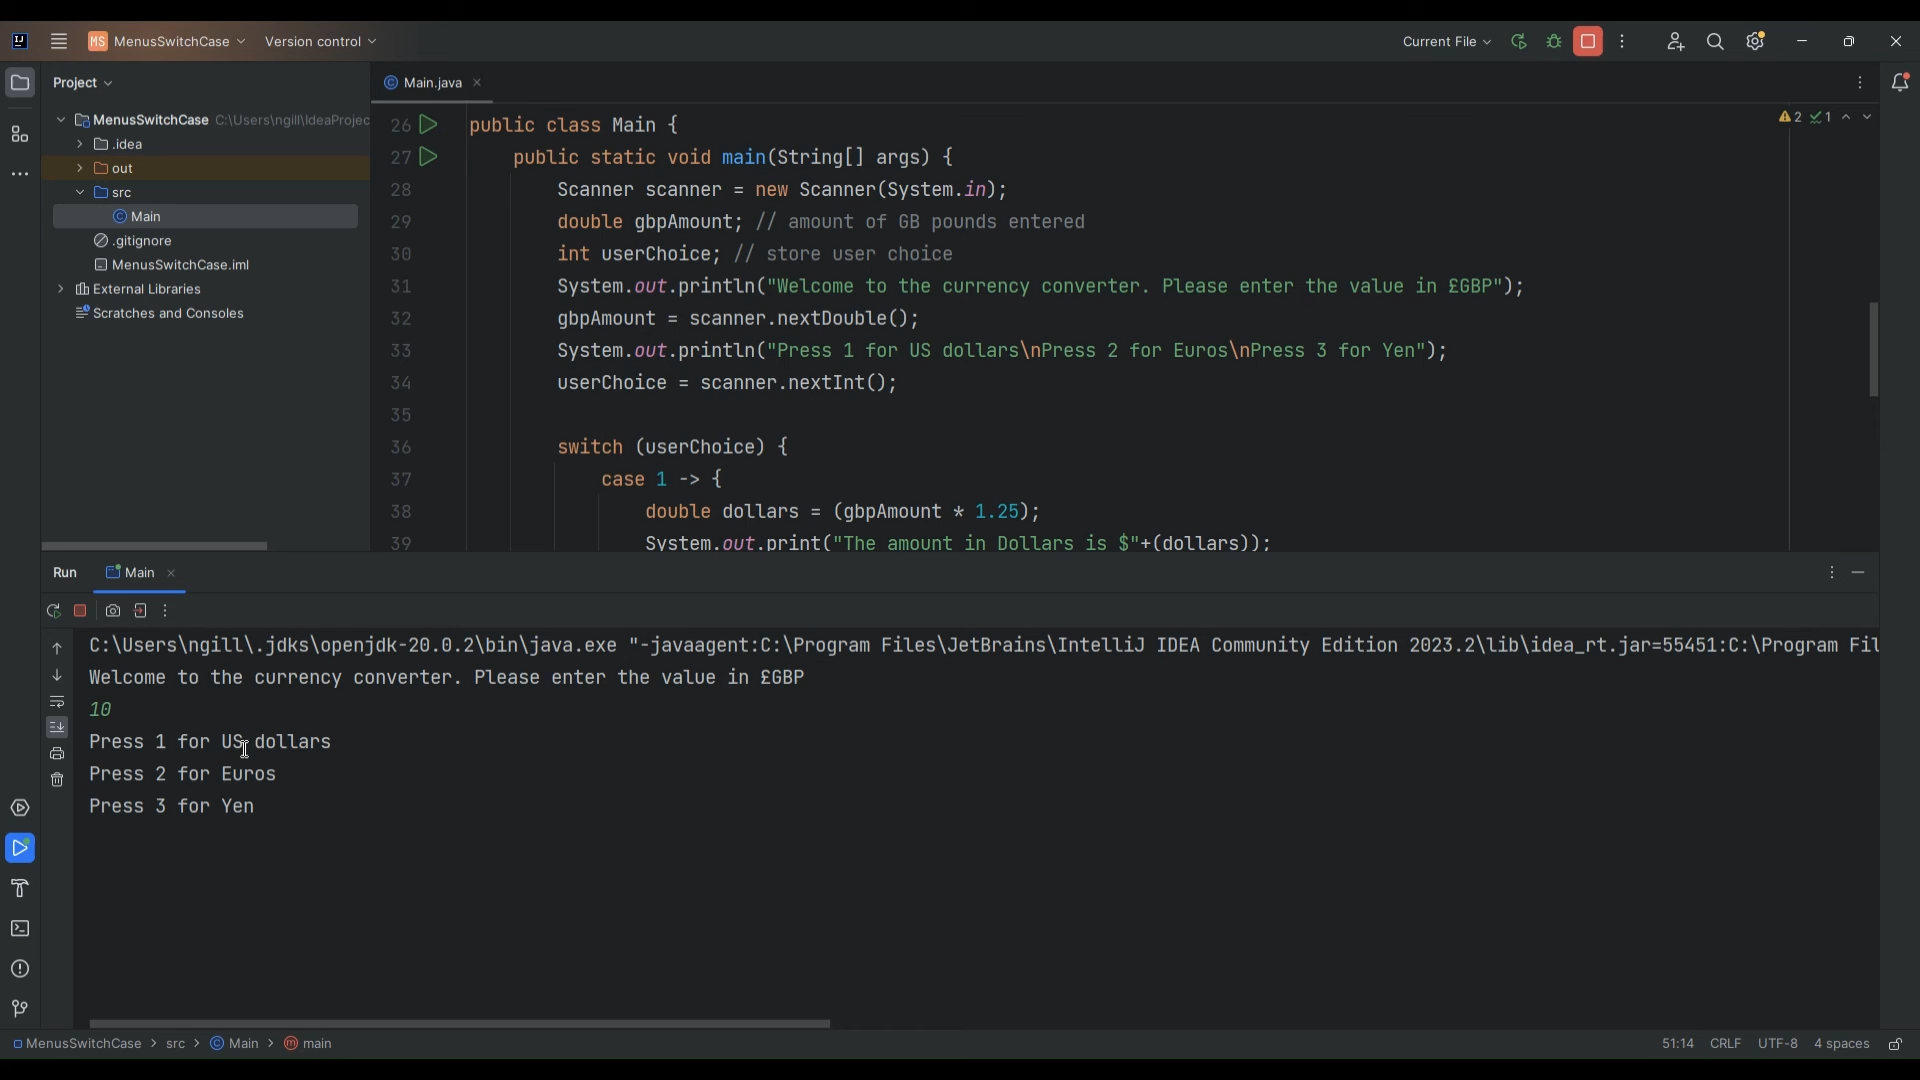 MS MenusSwitchCase
Version control
Current File
Project
MenusSwitchCase C:\Users\ngill\IdeaProjec
.idea
out
src
Main
.gitignore
MenusSwitchCase.iml
External Libraries
Scratches and Consoles
Main.java
2 1
26 public class Main {
27 public static void main(String[] args) {
28 Scanner scanner = new Scanner(System.in);
29 double gbpAmount; // amount of GB pounds entered
30 int userChoice; // store user choice
31 System.out.println("Welcome to the currency converter. Please enter the value in £GBP");
32 gbpAmount = scanner.nextDouble();
33 System.out.println("Press 1 for US dollars\nPress 2 for Euros\nPress 3 for Yen");
34 userChoice = scanner.nextInt();
35
36 switch (userChoice) {
37 case 1 -> {
38 double dollars = (gbpAmount * 1.25);
39 System.out.print("The amount in Dollars is $"+(dollars));
Run
Main
C:\Users\ngill\.jdks\openjdk-20.0.2\bin\java.exe "-javaagent:C:\Program Files\JetBrains\IntelliJ IDEA Community Edition 2023.2\lib\idea_rt.jar=55451:C:\Program Fil
Welcome to the currency converter. Please enter the value in £GBP
10
Press 1 for US dollars
Press 2 for Euros
Press 3 for Yen
MenusSwitchCase > src > Main > main
51:14 CRLF UTF-8 4 spaces